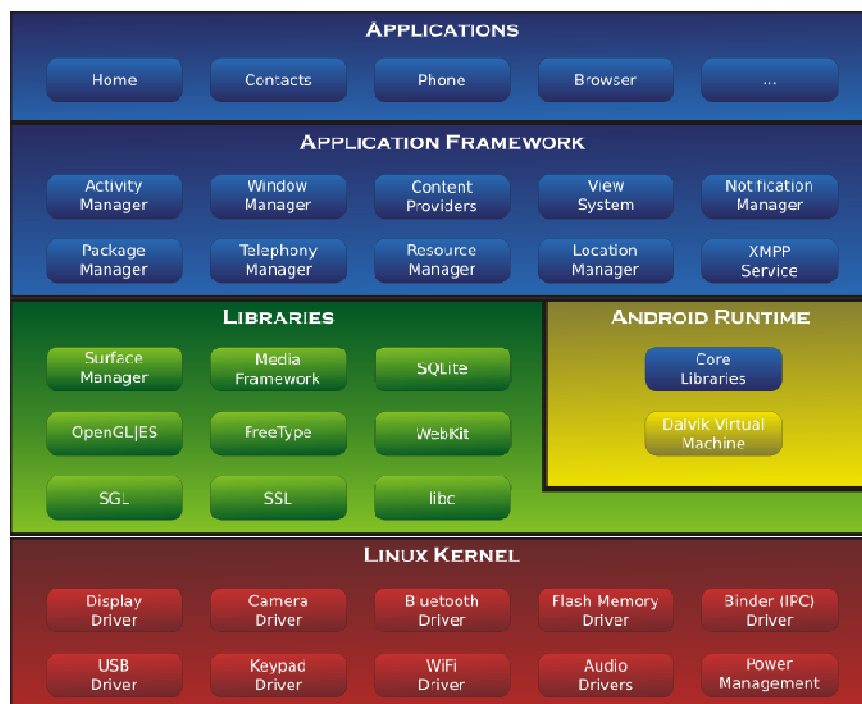 APPLICATIONS
Home
Contacts
Phone
Browser
...
APPLICATION FRAMEWORK
Activity
Manager
Window
Manager
Content
Providers
View
System
Notification
Manager
Package
Manager
Telephony
Manager
Resource
Manager
Location
Manager
XMPP
Service
LIBRARIES
Surface
Manager
Media
Framework
SQLite
OpenGL|ES
FreeType
WebKit
SGL
SSL
libc
ANDROID RUNTIME
Core
Libraries
Dalvik Virtual
Machine
LINUX KERNEL
Display
Driver
Camera
Driver
Bluetooth
Driver
Flash Memory
Driver
Binder (IPC)
Driver
USB
Driver
Keypad
Driver
WiFi
Driver
Audio
Drivers
Power
Management